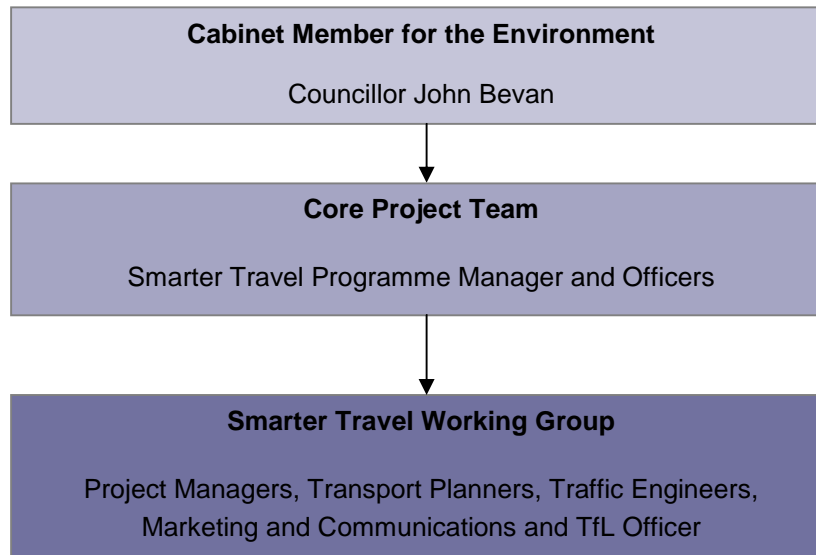 Cabinet Member for the Environment
Councillor John Bevan
Core Project Team
Smarter Travel Programme Manager and Officers
Smarter Travel Working Group
Project Managers, Transport Planners, Traffic Engineers,
Marketing and Communications and TfL Officer